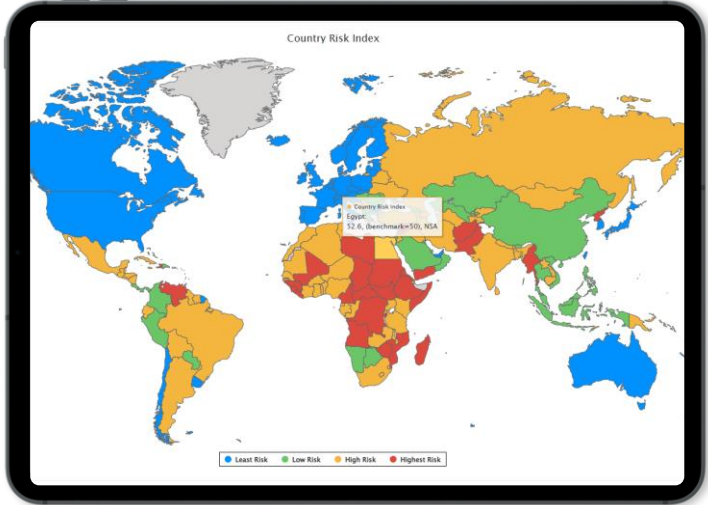 Country Risk Index
Country Risk Index
Egypt:
52.6, (benchmark=50), NSA
Least Risk
Low Risk
High Risk
Highest Risk